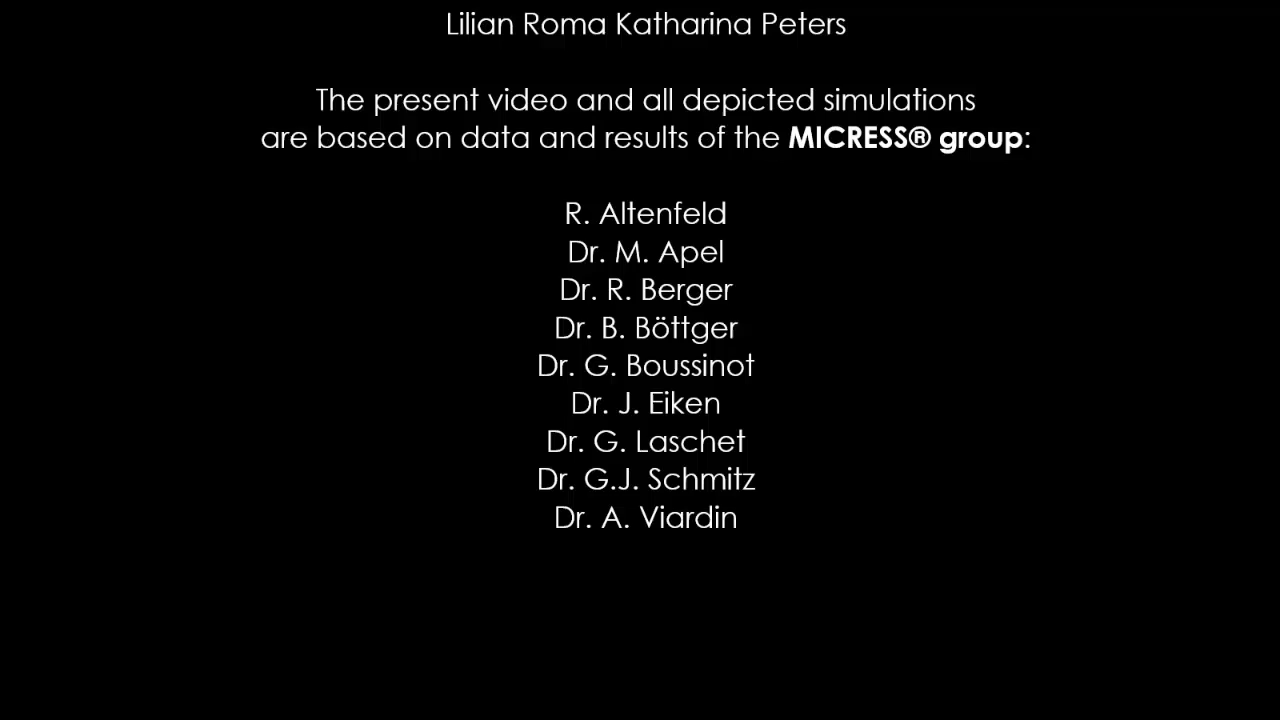 Lilian Roma Katharina Peters
The present video and all depicted simulations
are based on data and results of the MICRESS® group:
R. Altenfeld
Dr. M. Apel
Dr. R. Berger
Dr. B. Böttger
Dr. G. Boussinot
Dr. J. Eiken
Dr. G. Laschet
Dr. G.J. Schmitz
Dr. A. Viardin